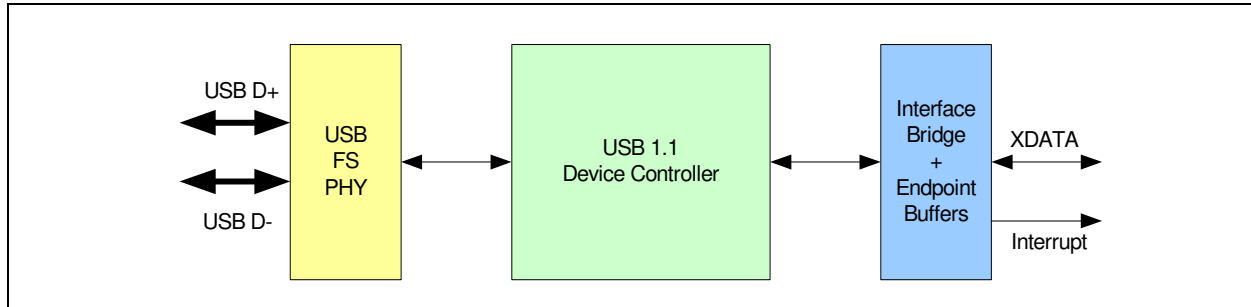 USB D+
USB D-
USB
FS
PHY
USB 1.1
Device Controller
Interface
Bridge
+
Endpoint
Buffers
XDATA
Interrupt